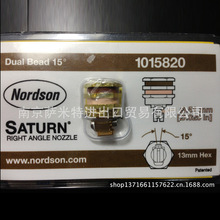 Dual Bead 15°
1015820
Nordson
SATURN®
RIGHT ANGLE NOZZLE
南京萨米特进出口贸易有限公司
15°
www.nordson.com
13mm Hex
Patented
shop1371661157622.1688.com